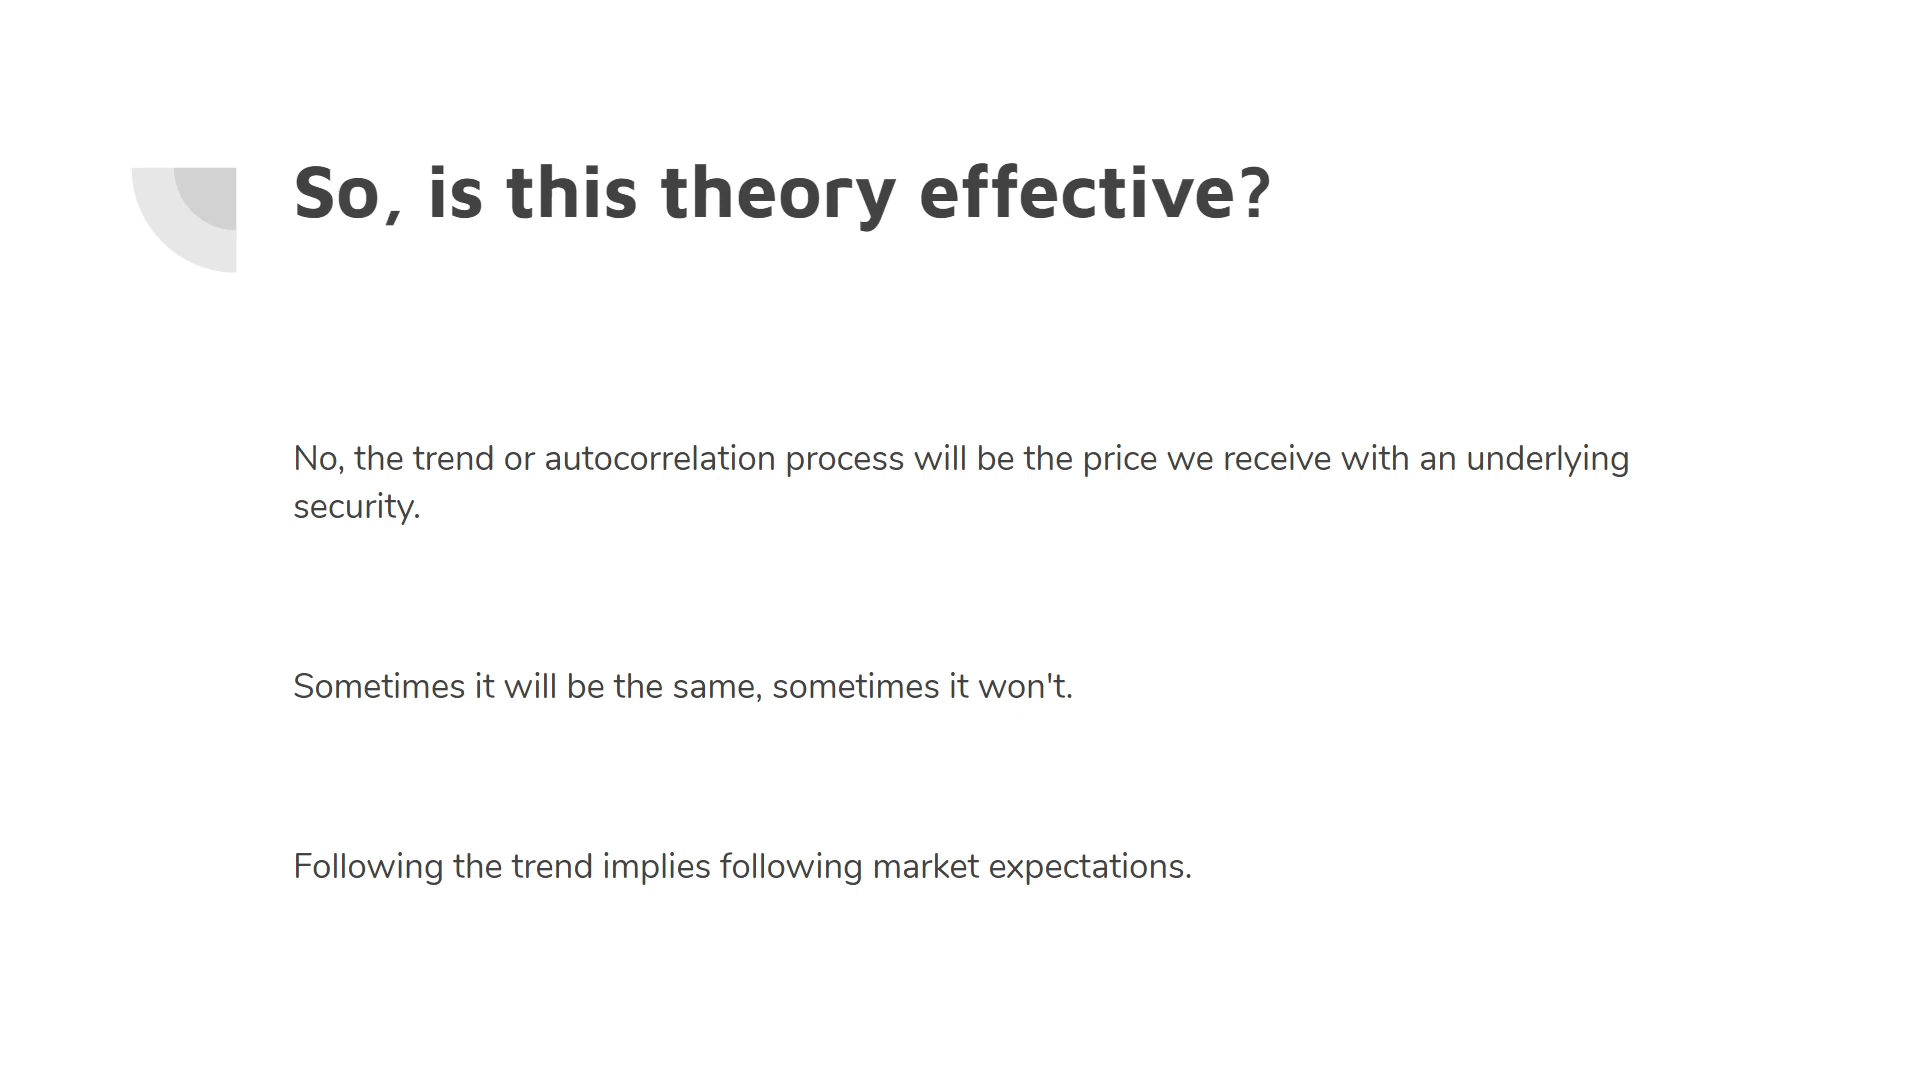 So, is this theory effective?
No, the trend or autocorrelation process will be the price we receive with an underlying
security.
Sometimes it will be the same, sometimes it won't.
Following the trend implies following market expectations.